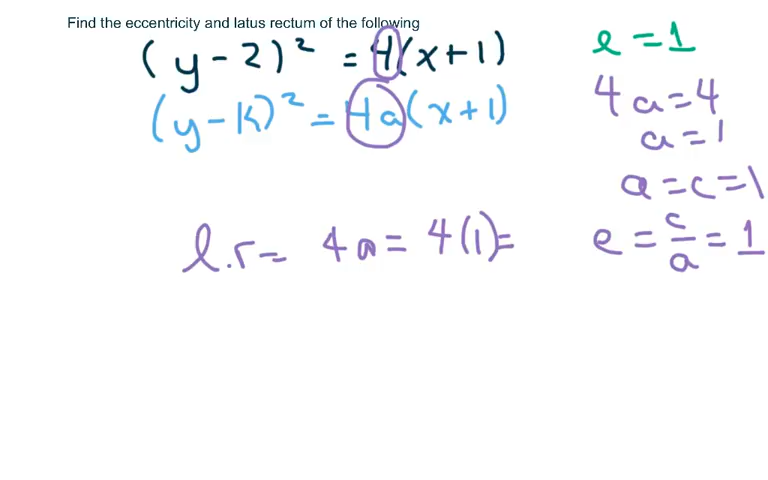 Find the eccentricity and latus rectum of the following
(y-2)² = 4(x+1)
(y-k)² = 4a(x+1)
l.r = 4a = 4(1)=
e = 1
4a=4
a=1
a=c=1
e = c/a = 1